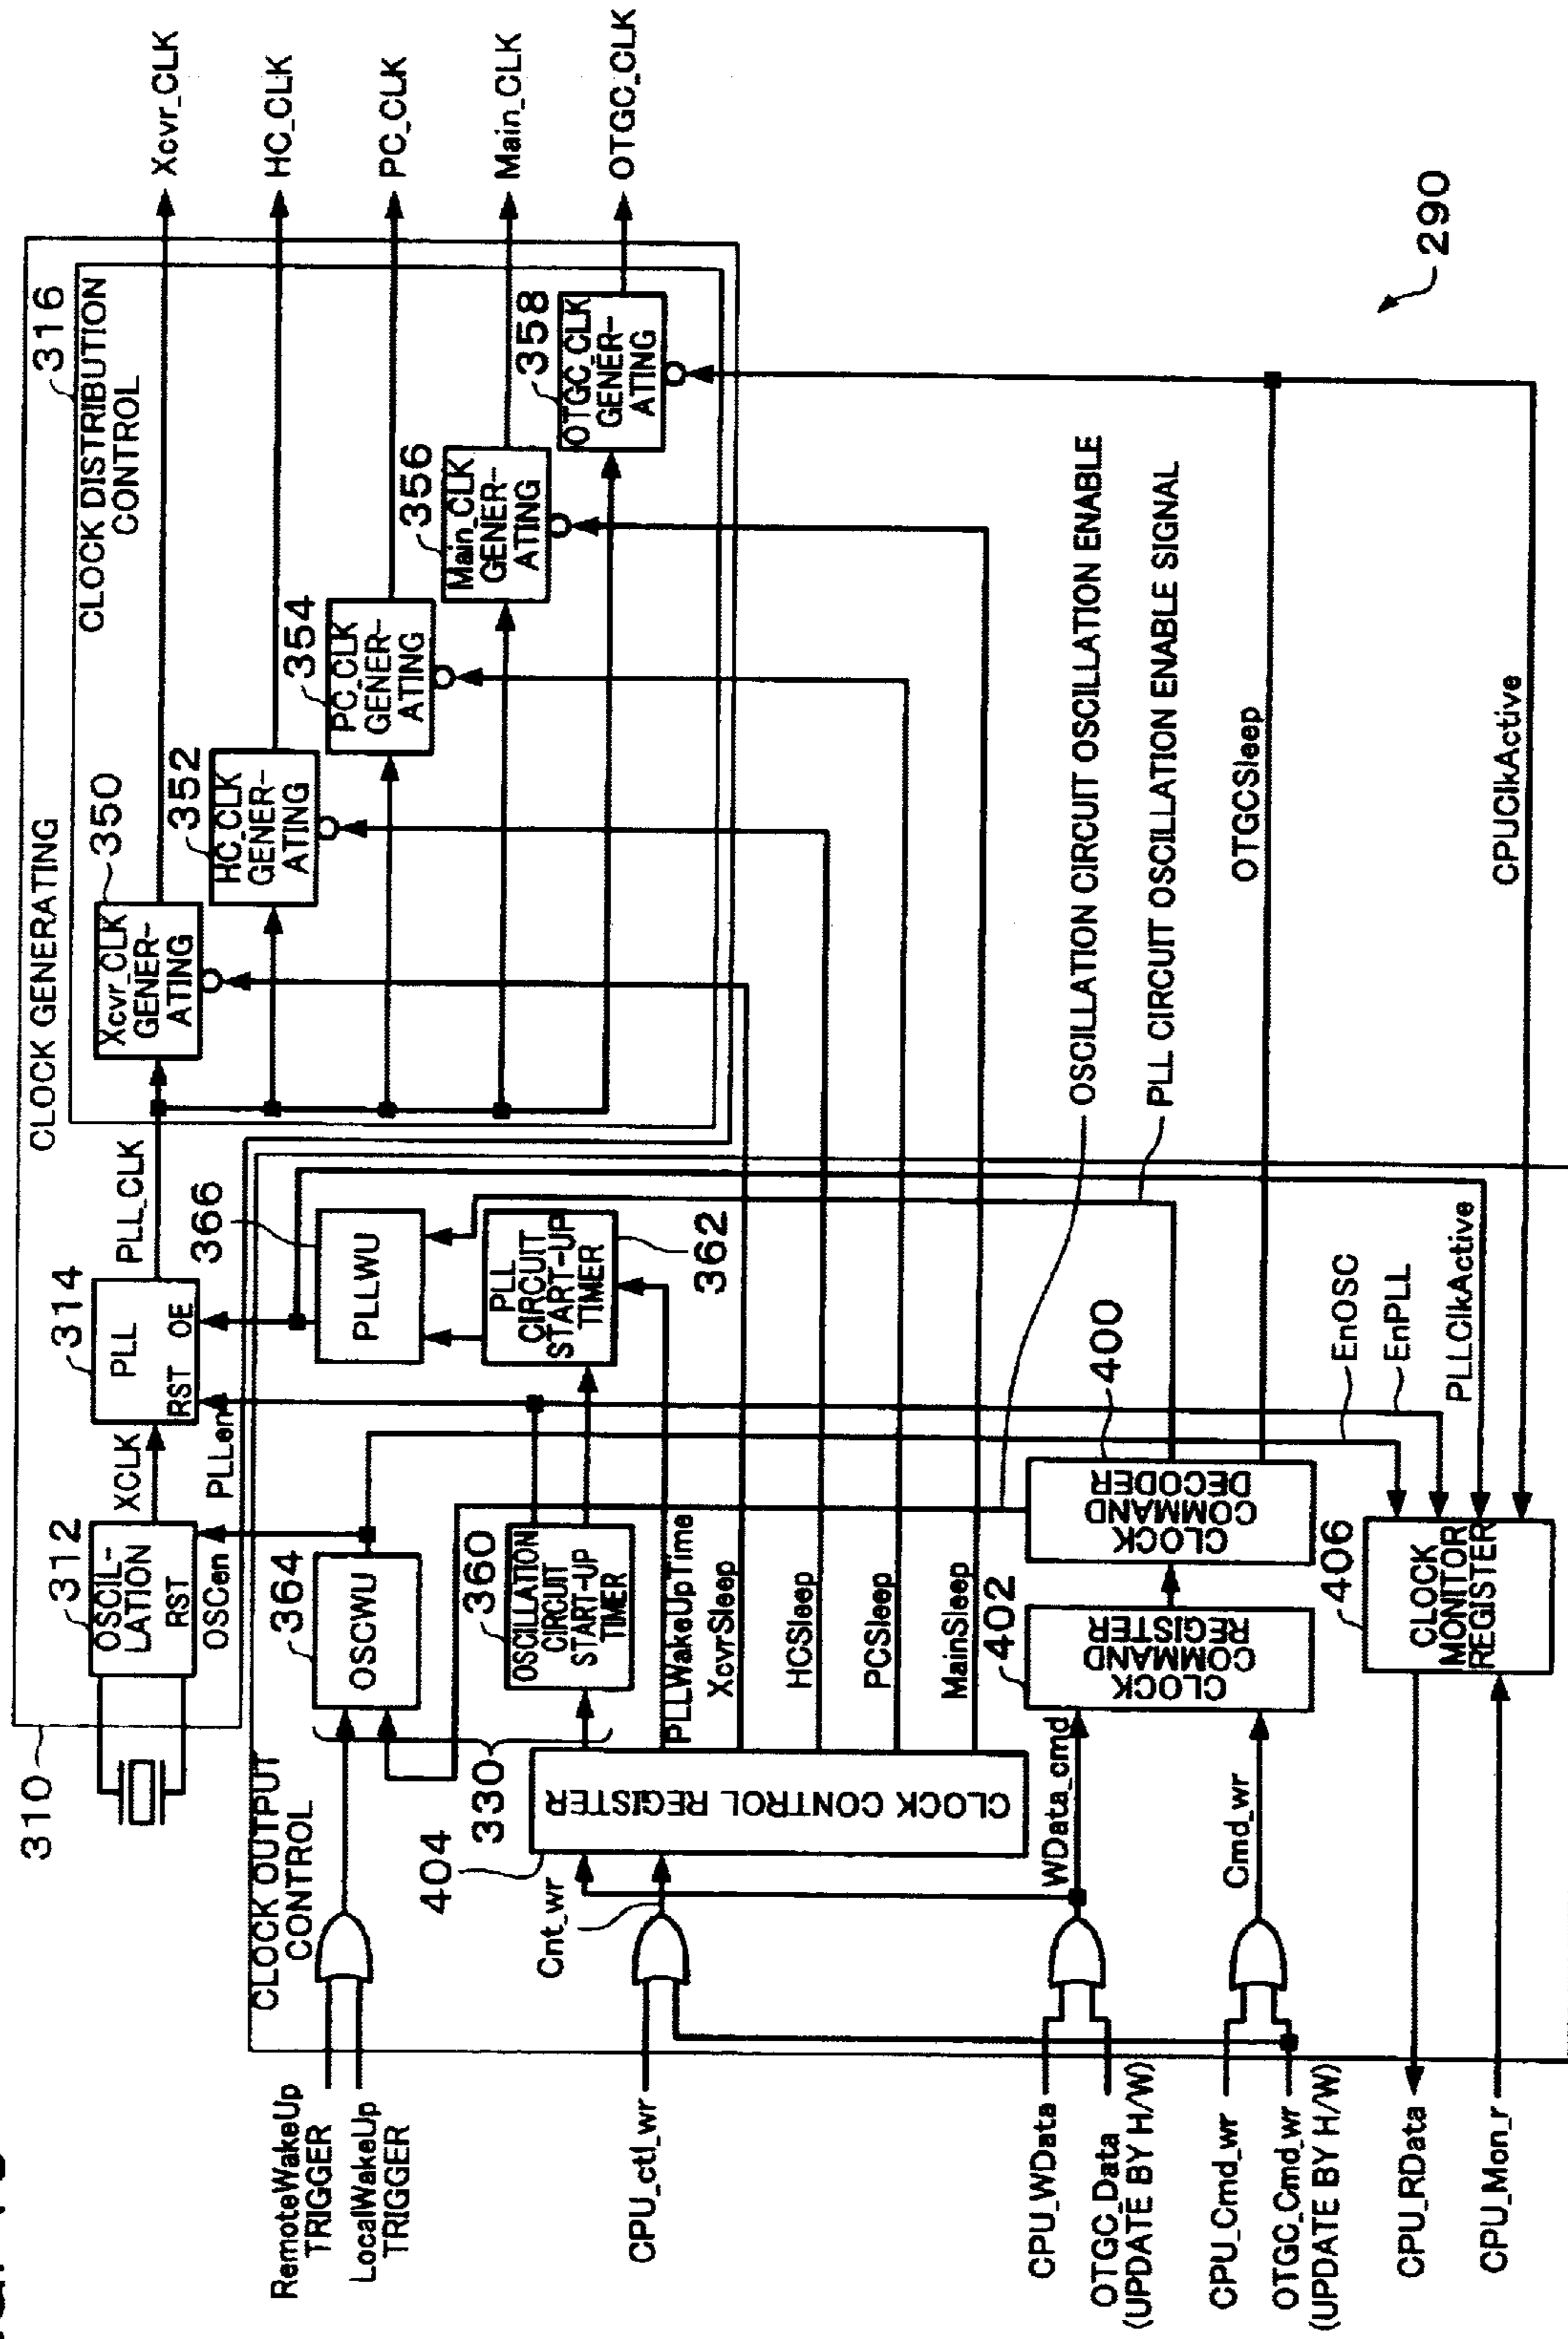 CLOCK GENERATING
310
312
OSCIL-
LATION
RST
XCLK
314
PLL
RST
OE
PLL_CLK
OSCen
PLLen
316
CLOCK DISTRIBUTION
CONTROL
350
Xcvr_CLK
GENER-
ATING
352
HC_CLK
GENER-
ATING
354
PC_CLK
GENER-
ATING
356
Main_CLK
GENER-
ATING
358
OTGC_CLK
GENER-
ATING
Xcvr_CLK
HC_CLK
PC_CLK
Main_CLK
OTGC_CLK
CLOCK OUTPUT
CONTROL
RemoteWakeUp
TRIGGER
LocalWakeUp
TRIGGER
364
OSCWU
366
PLLWU
330
360
OSCILLATION
CIRCUIT
START-UP
TIMER
PLL
CIRCUIT
START-UP
TIMER
362
CPU_ctl_wr
Cnt_wr
404
CLOCK CONTROL REGISTER
PLLWakeUpTime
XcvrSleep
HCSleep
PCSleep
MainSleep
OSCILLATION CIRCUIT OSCILLATION ENABLE
PLL CIRCUIT OSCILLATION ENABLE SIGNAL
CPU_WData
OTGC_Data
(UPDATE BY H/W)
WData_cmd
CPU_Cmd_wr
OTGC_Cmd_wr
(UPDATE BY H/W)
Cmd_wr
402
CLOCK
COMMAND
REGISTER
400
CLOCK
COMMAND
DECODER
OTGCSleep
EnOSC
EnPLL
PLLClkActive
CPUClkActive
406
CLOCK
MONITOR
REGISTER
CPU_RData
CPU_Mon_r
290